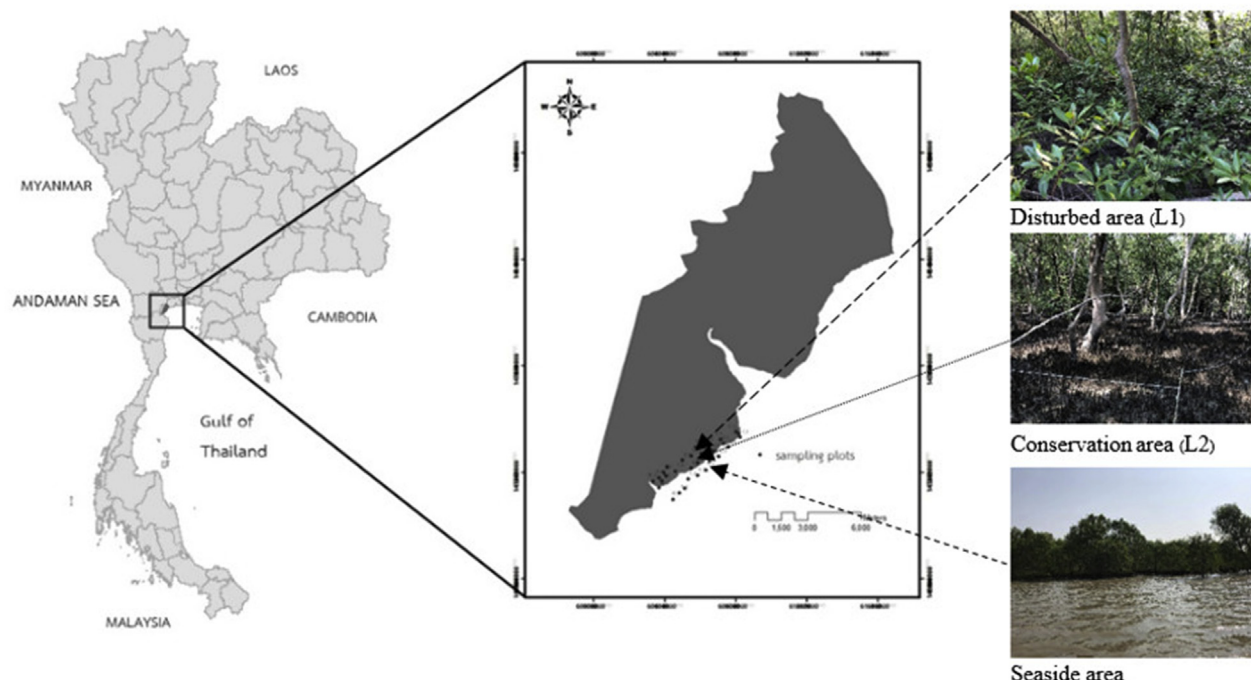 LAOS
MYANMAR
ANDAMAN SEA
CAMBODIA
Gulf of
Thailand
MALAYSIA
N
W
E
S
sampling plots
Meters
0 1,500 3,000 6,000
Disturbed area (L1)
Conservation area (L2)
Seaside area